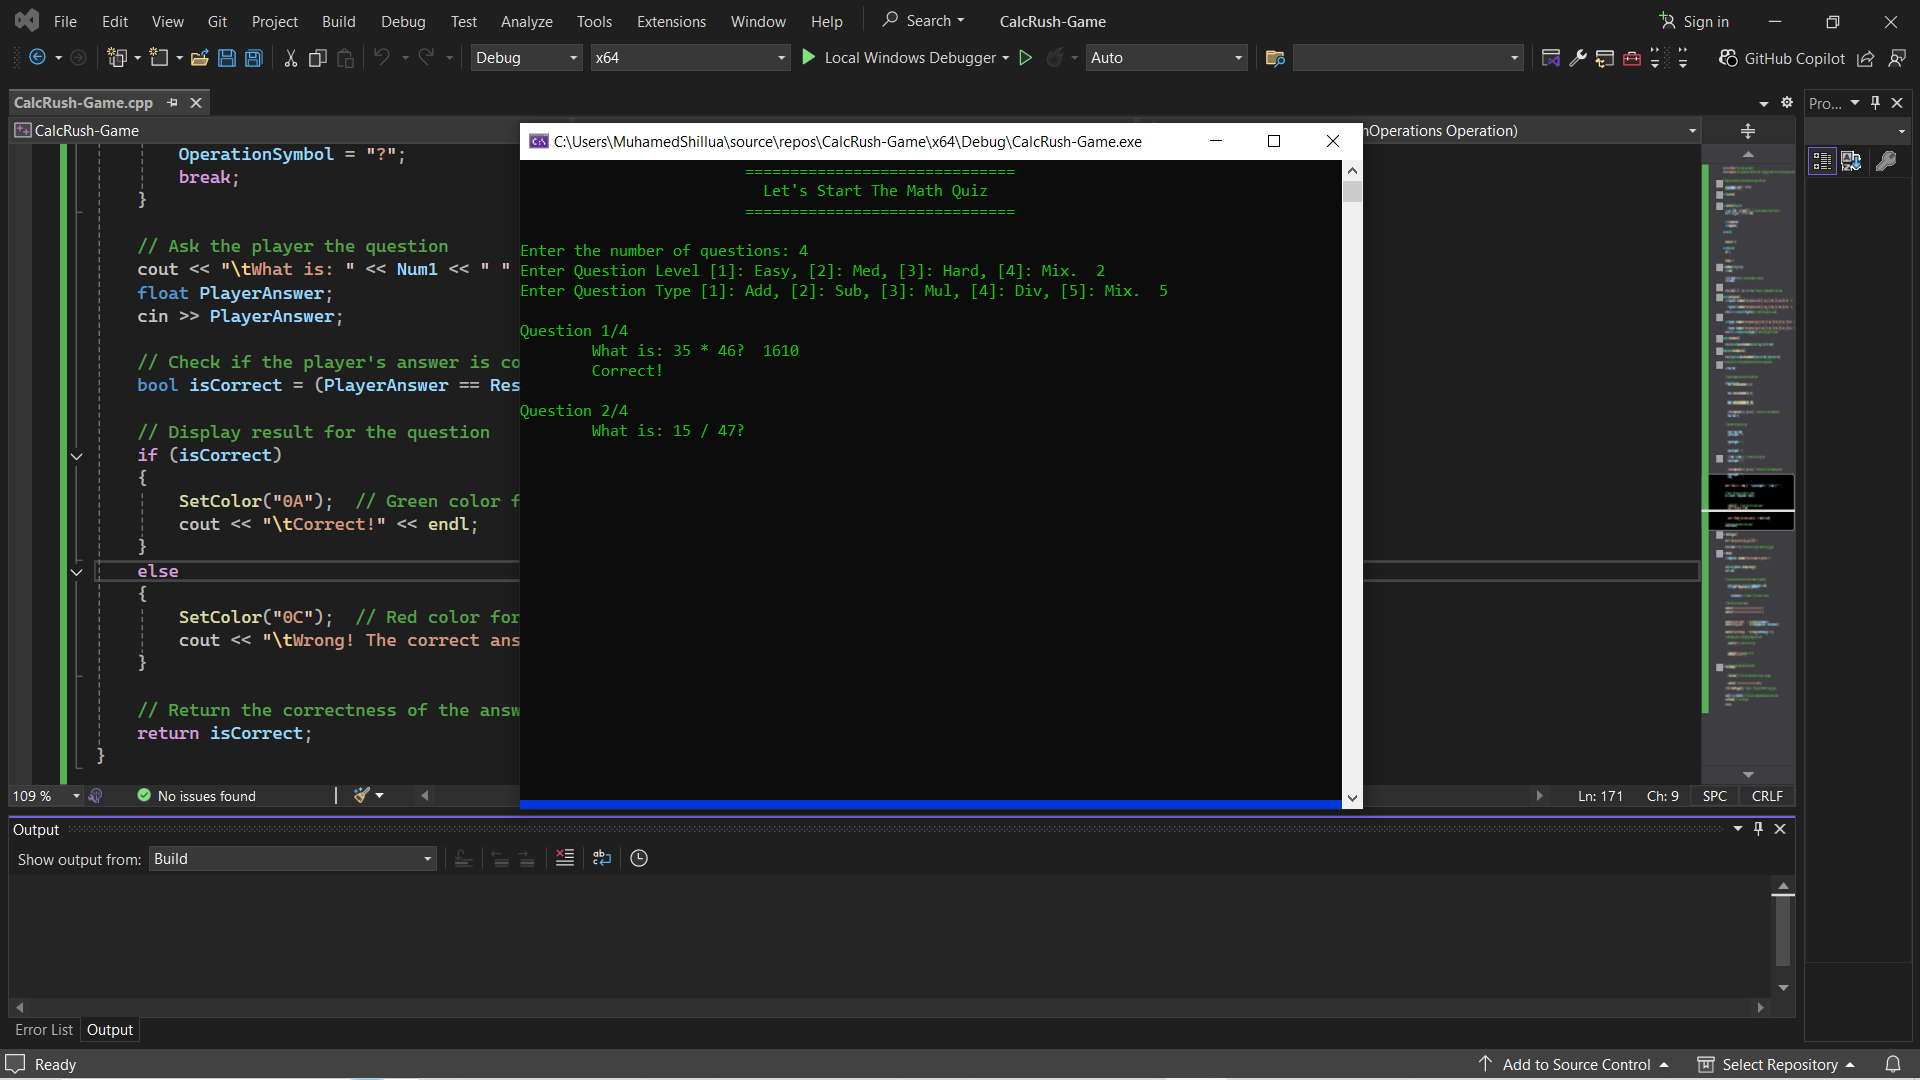 File Edit View Git Project Build Debug Test Analyze Tools Extensions Window Help Search CalcRush-Game Sign in
Debug x64 Local Windows Debugger Auto GitHub Copilot
CalcRush-Game.cpp Pro...
CalcRush-Game nOperations Operation)
OperationSymbol = "?";
break;
}
// Ask the player the question
cout << "\tWhat is: " << Num1 << " "
float PlayerAnswer;
cin >> PlayerAnswer;
// Check if the player's answer is co
bool isCorrect = (PlayerAnswer == Res
// Display result for the question
if (isCorrect)
{
SetColor("0A"); // Green color f
cout << "\tCorrect!" << endl;
}
else
{
SetColor("0C"); // Red color for
cout << "\tWrong! The correct ans
}
// Return the correctness of the answ
return isCorrect;
}
C:\Users\MuhamedShillua\source\repos\CalcRush-Game\x64\Debug\CalcRush-Game.exe
==============================
Let's Start The Math Quiz
==============================
Enter the number of questions: 4
Enter Question Level [1]: Easy, [2]: Med, [3]: Hard, [4]: Mix. 2
Enter Question Type [1]: Add, [2]: Sub, [3]: Mul, [4]: Div, [5]: Mix. 5
Question 1/4
What is: 35 * 46? 1610
Correct!
Question 2/4
What is: 15 / 47?
109 % No issues found Ln: 171 Ch: 9 SPC CRLF
Output
Show output from: Build
Error List Output
Ready Add to Source Control Select Repository